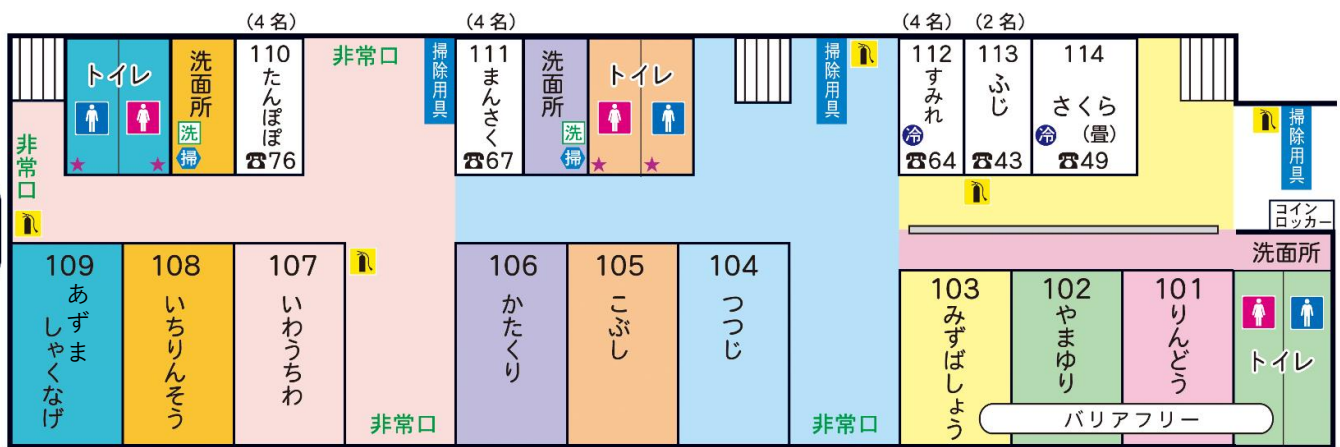 (4名)
(4名)
(4名)
(2名)
トイレ
洗面所
洗
掃
110
たんぽぽ
☎76
非常口
掃除用具
111
まんさく
☎67
洗面所
洗
掃
トイレ
掃除用具
112
すみれ
冷
☎64
113
ふじ
☎43
114
さくら
(畳)
冷
☎49
掃除用具
コイン
ロッカー
非常口
109
あずま
しゃくなげ
108
いちりんそう
107
いわうちわ
非常口
106
かたくり
105
こぶし
104
つつじ
非常口
103
みずばしょう
102
やまゆり
101
りんどう
バリアフリー
洗面所
トイレ